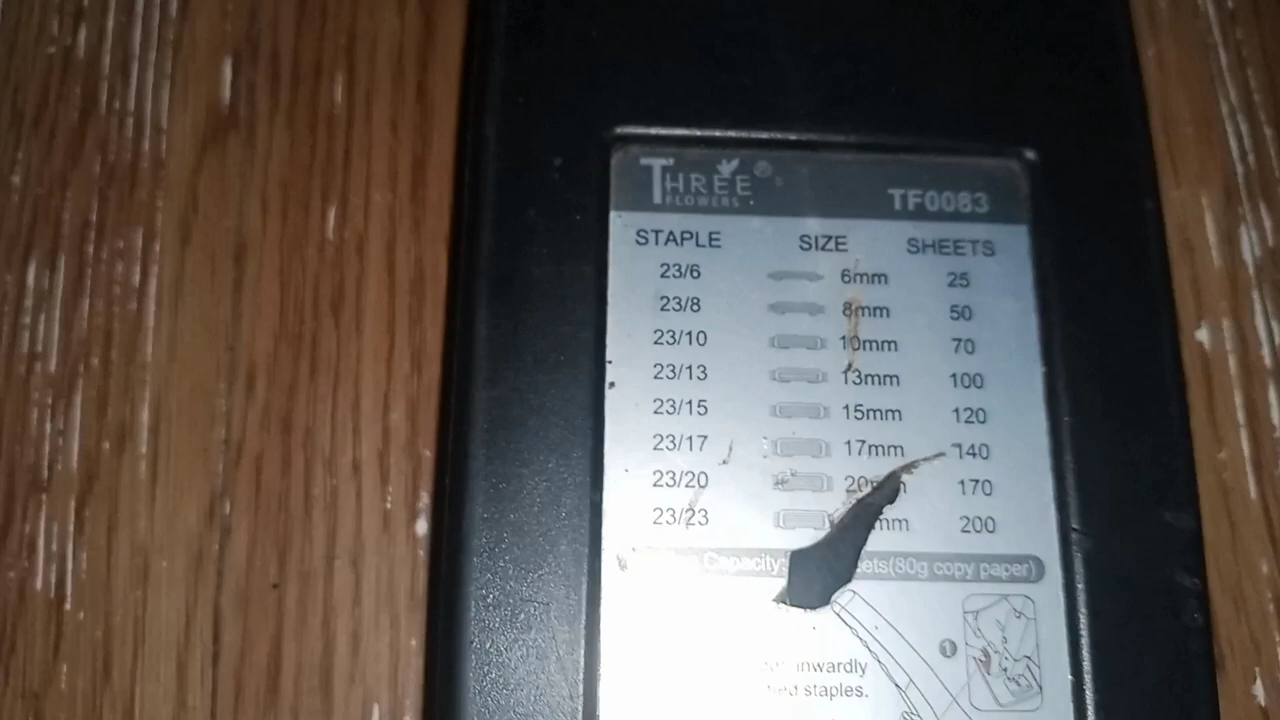 THREE ® TF0083
FLOWERS
STAPLE SIZE SHEETS
23/6 6mm 25
23/8 8mm 50
23/10 10mm 70
23/13 13mm 100
23/15 15mm 120
23/17 17mm 140
23/20 170
23/23 mm 200
Capacity: (80g copy paper)
1
inwardly
staples.